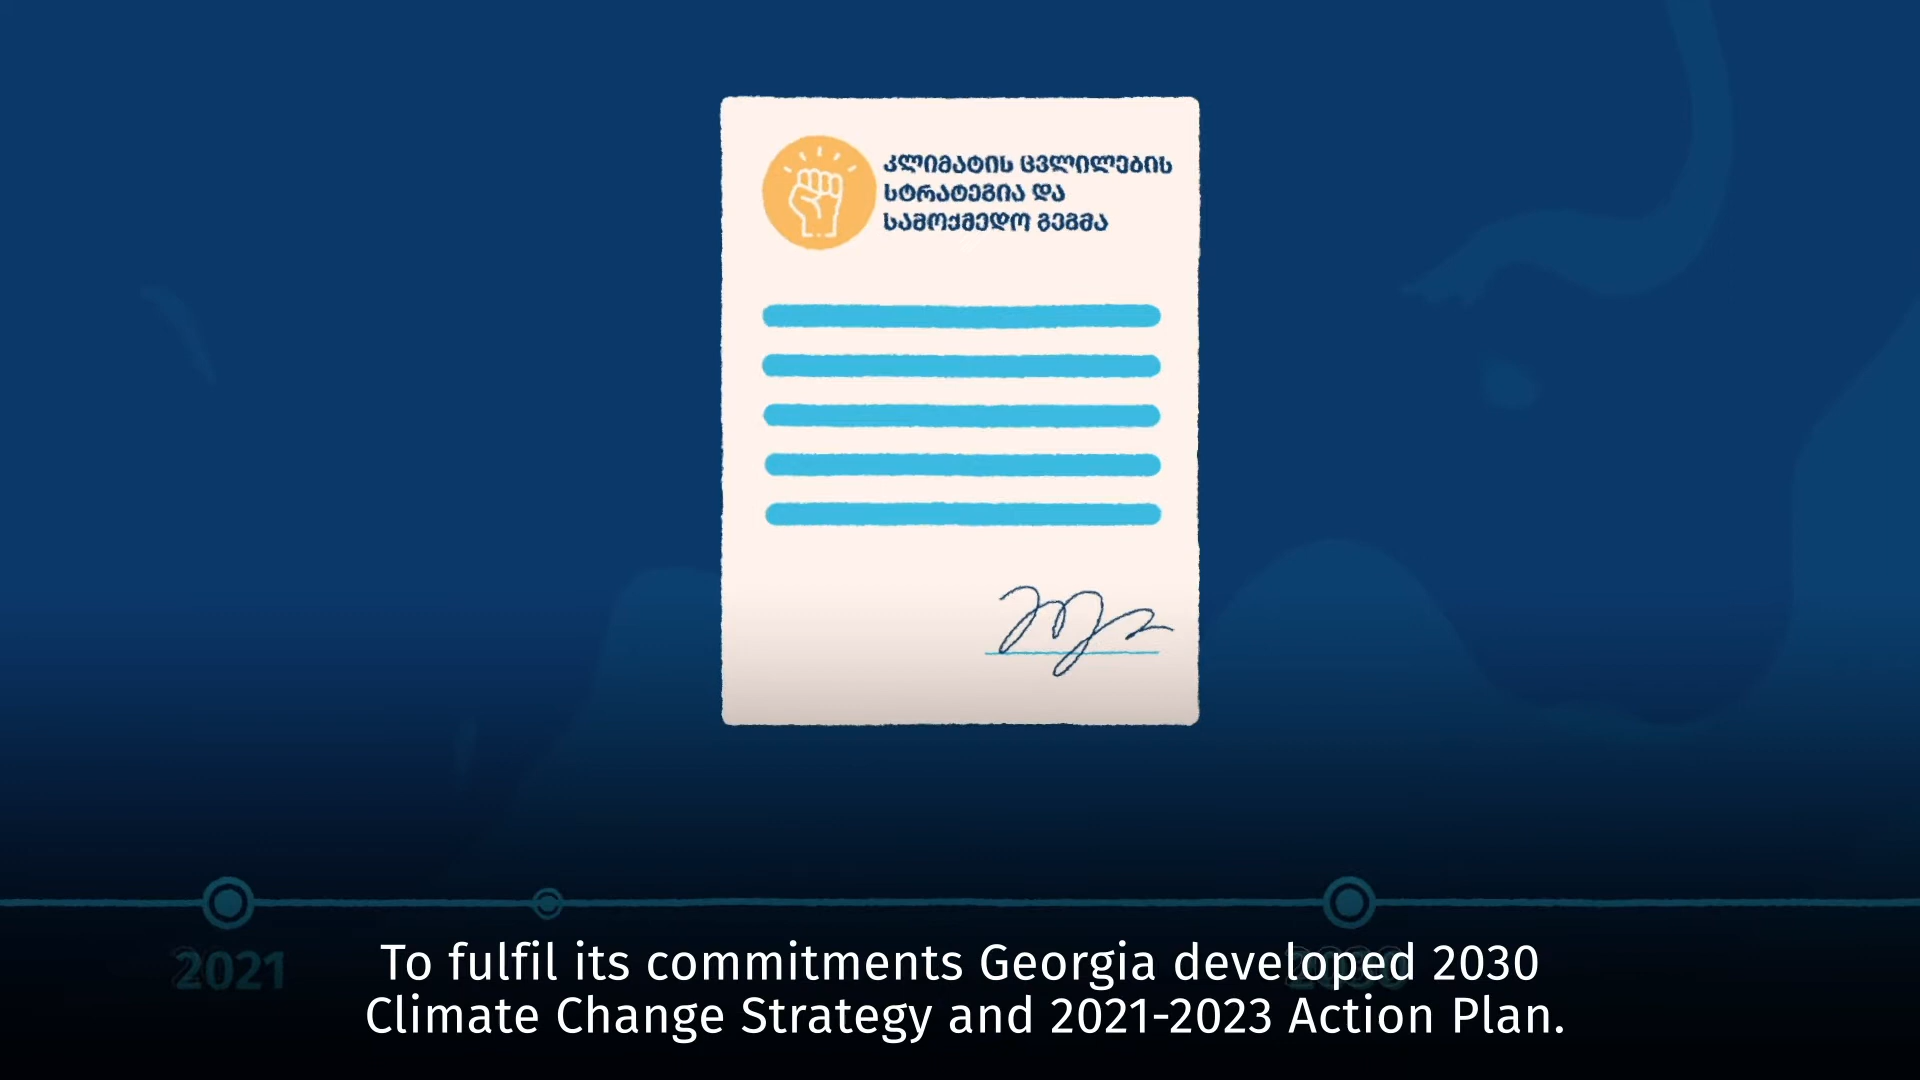 კლიმატის ცვლილების
სტრატეგია და
სამოქმედო გეგმა
2021
2030
To fulfil its commitments Georgia developed 2030
Climate Change Strategy and 2021-2023 Action Plan.